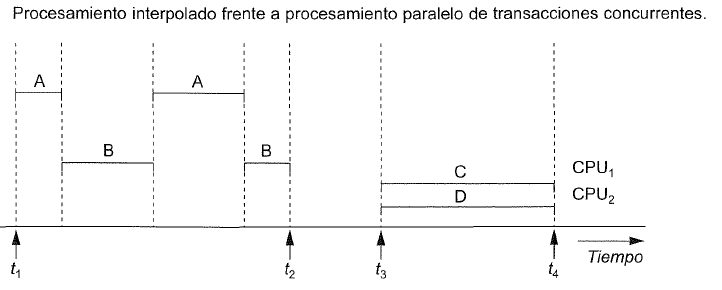 Procesamiento interpolado frente a procesamiento paralelo de transacciones concurrentes.
A
A
B
B
C
CPU₁
D
CPU₂
t₁
t₂
t₃
t₄
Tiempo